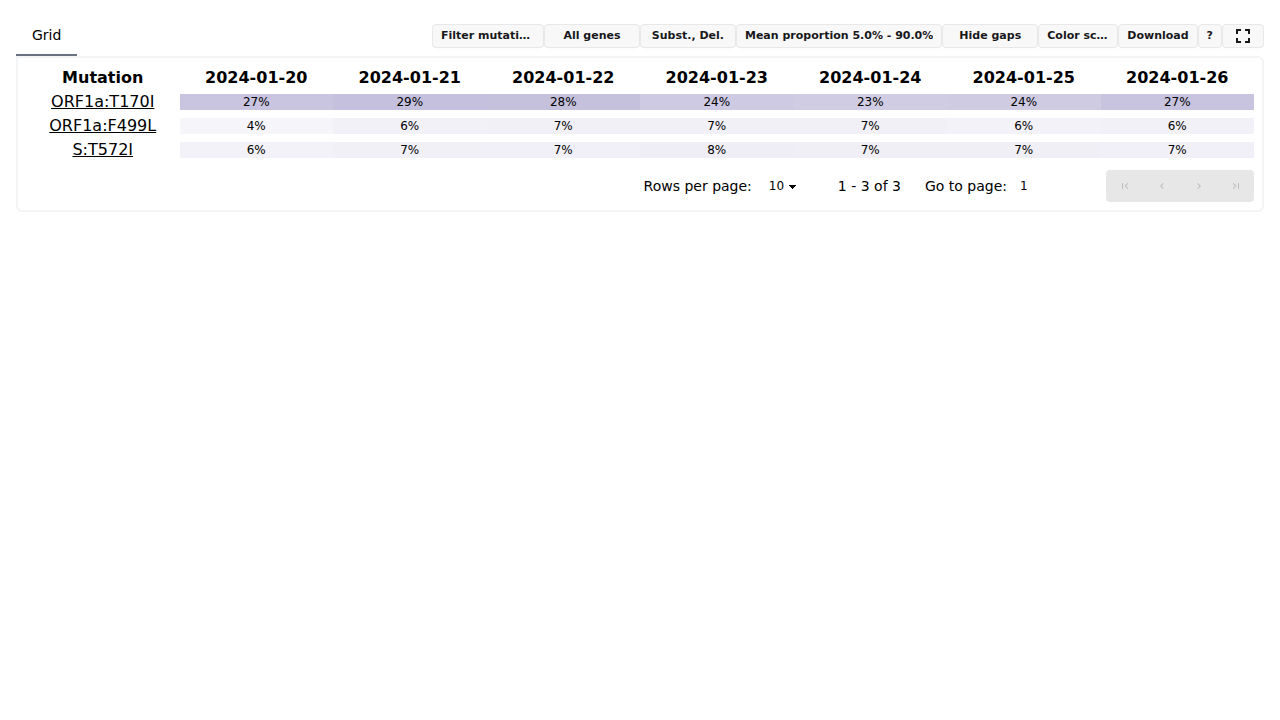 Grid Filter mutati… All genes Subst., Del. Mean proportion 5.0% - 90.0% Hide gaps Color sc… Download ?
Mutation 2024-01-20 2024-01-21 2024-01-22 2024-01-23 2024-01-24 2024-01-25 2024-01-26
ORF1a:T170I 27% 29% 28% 24% 23% 24% 27%
ORF1a:F499L 4% 6% 7% 7% 7% 6% 6%
S:T572I 6% 7% 7% 8% 7% 7% 7%
Rows per page: 10 1 - 3 of 3 Go to page: 1